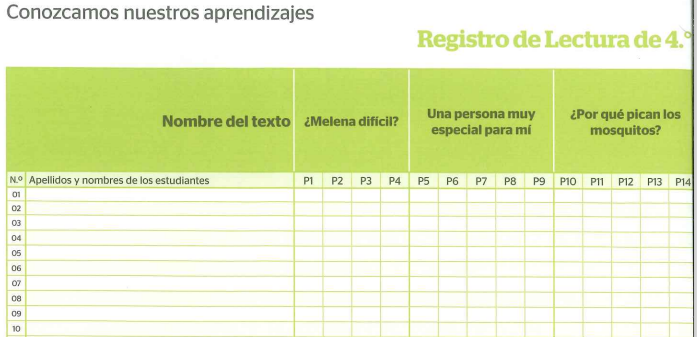 Conozcamos nuestros aprendizajes
Registro de Lectura de 4.°
Nombre del texto
¿Melena difícil?
Una persona muy
especial para mí
¿Por qué pican los
mosquitos?
N.º Apellidos y nombres de los estudiantes P1 P2 P3 P4 P5 P6 P7 P8 P9 P10 P11 P12 P13 P14
01
02
03
04
05
06
07
08
09
10